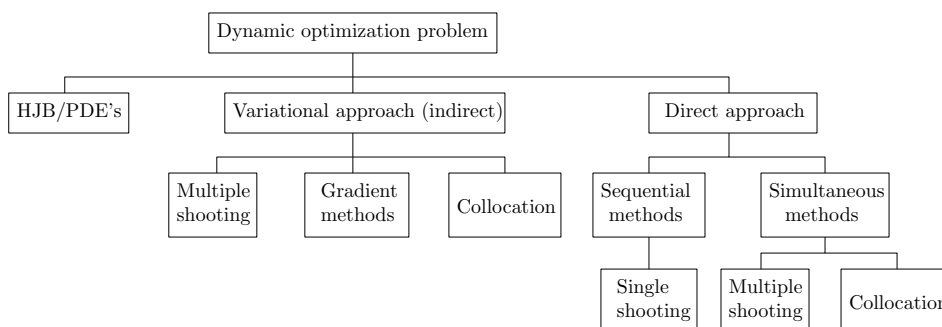 Dynamic optimization problem
HJB/PDE's
Variational approach (indirect)
Direct approach
Multiple
shooting
Gradient
methods
Collocation
Sequential
methods
Simultaneous
methods
Single
shooting
Multiple
shooting
Collocation